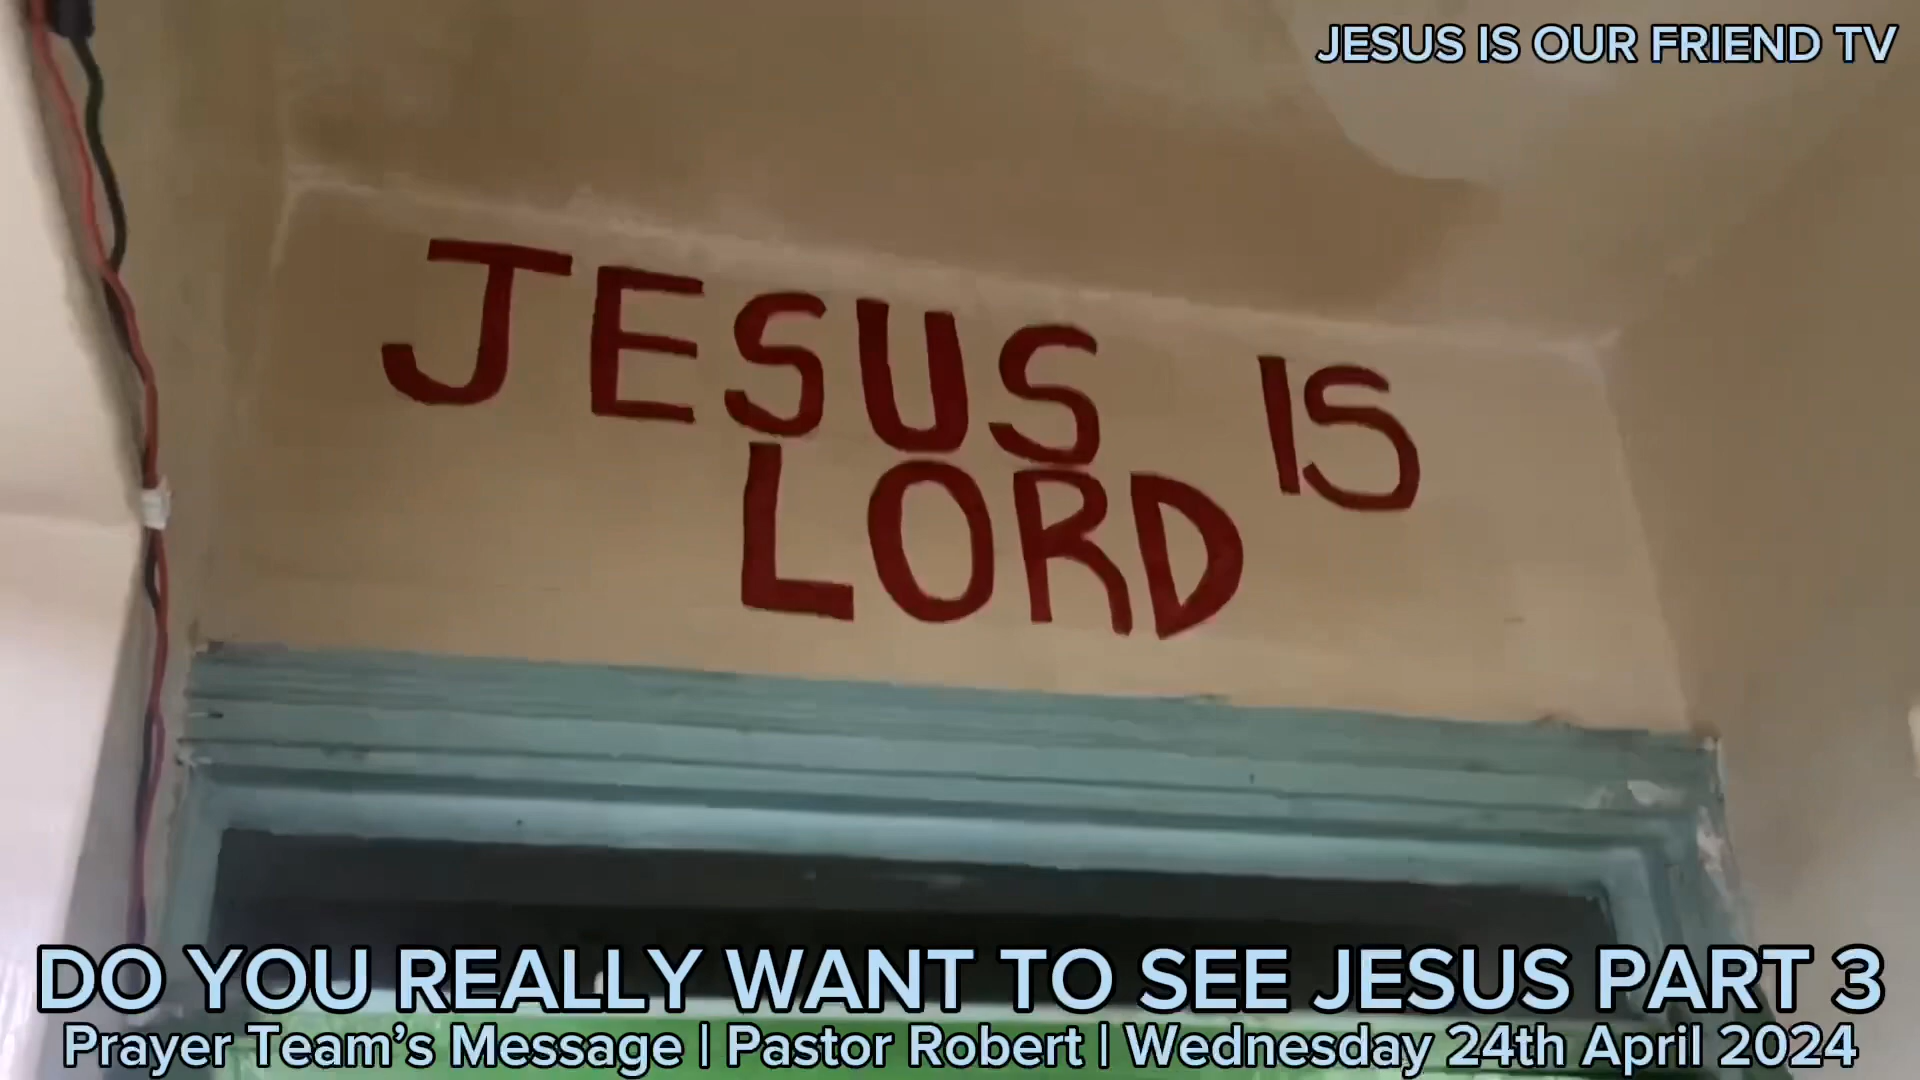 JESUS IS OUR FRIEND TV
JESUS IS
LORD
DO YOU REALLY WANT TO SEE JESUS PART 3
Prayer Team's Message | Pastor Robert | Wednesday 24th April 2024